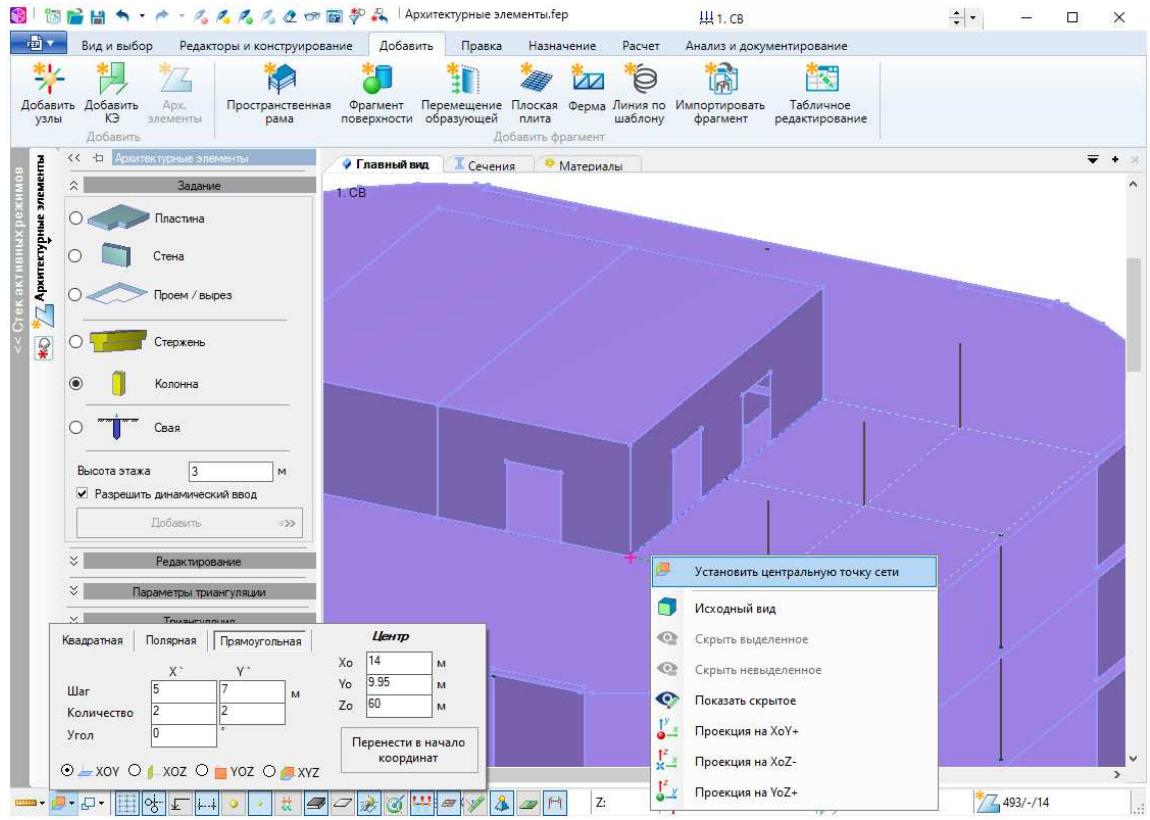 Архитектурные элементы.fep
1. СВ
FEP
Вид и выбор Редакторы и конструирование Добавить Правка Назначение Расчет Анализ и документирование
Добавить узлы
Добавить КЭ
Арх. элементы
Пространственная рама
Фрагмент поверхности
Перемещение образующей
Плоская плита
Ферма
Линия по шаблону
Импортировать фрагмент
Табличное редактирование
Добавить
Добавить фрагмент
<< Стек активных режимов
Архитектурные элементы
<< Архитектурные элементы
Главный вид Сечения Материалы
Задание
1. СВ
Пластина
Стена
Проем / вырез
Стержень
Колонна
Свая
Высота этажа 3 м
Разрешить динамический ввод
Добавить
Редактирование
Параметры триангуляции
Триангуляция
Квадратная Полярная Прямоугольная
Центр
X` Y`
Шаг 5 7 м
Количество 2 2
Угол 0 °
Xo 14 м
Yo 9.95 м
Zo 60 м
Перенести в начало координат
XOY XOZ YOZ XYZ
Установить центральную точку сети
Исходный вид
Скрыть выделенное
Скрыть невыделенное
Показать скрытое
Проекция на XoY+
Проекция на XoZ-
Проекция на YoZ+
Z:
493/-/14